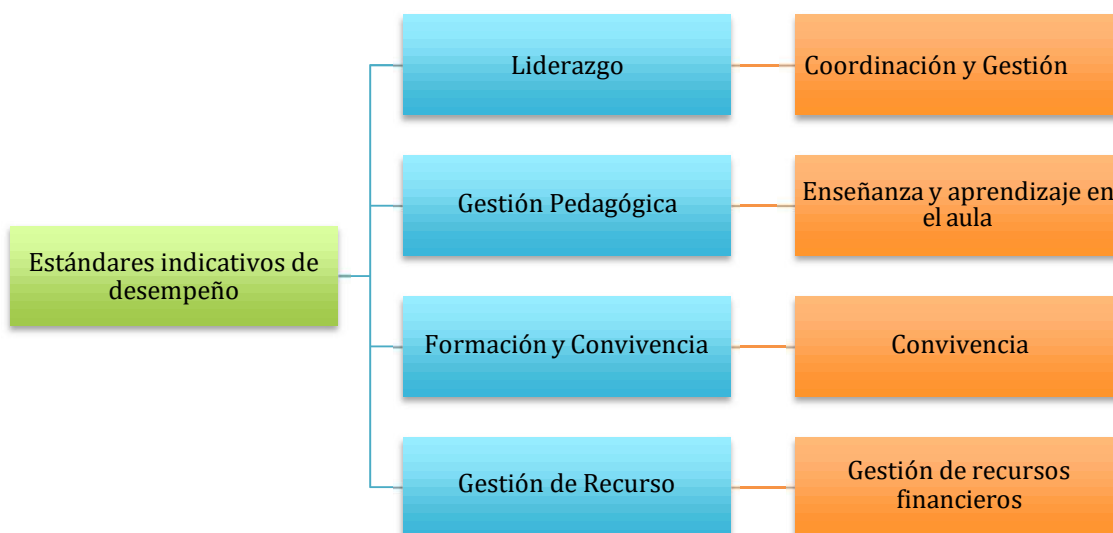 Liderazgo
Coordinación y Gestión
Gestión Pedagógica
Enseñanza y aprendizaje en
el aula
Estándares indicativos de
desempeño
Formación y Convivencia
Convivencia
Gestión de Recurso
Gestión de recursos
financieros